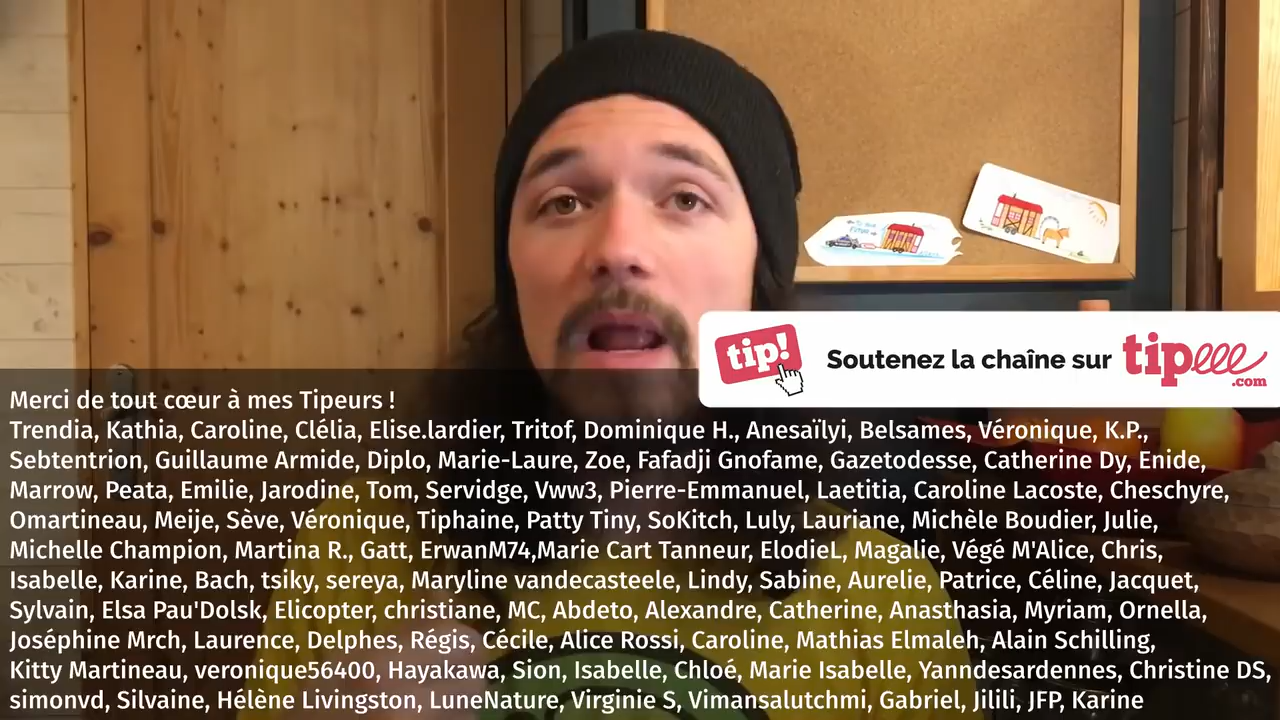 tip!
Soutenez la chaîne sur tipeee
.com
Merci de tout cœur à mes Tipeurs !
Trendia, Kathia, Caroline, Clélia, Elise.lardier, Tritof, Dominique H., Anesaïlyi, Belsames, Véronique, K.P.,
Sebtentrion, Guillaume Armide, Diplo, Marie-Laure, Zoe, Fafadji Gnofame, Gazetodesse, Catherine Dy, Enide,
Marrow, Peata, Emilie, Jarodine, Tom, Servidge, Vww3, Pierre-Emmanuel, Laetitia, Caroline Lacoste, Cheschyre,
Omartineau, Meije, Sève, Véronique, Tiphaine, Patty Tiny, SoKitch, Luly, Lauriane, Michèle Boudier, Julie,
Michelle Champion, Martina R., Gatt, ErwanM74,Marie Cart Tanneur, ElodieL, Magalie, Végé M'Alice, Chris,
Isabelle, Karine, Bach, tsiky, sereya, Maryline vandecasteele, Lindy, Sabine, Aurelie, Patrice, Céline, Jacquet,
Sylvain, Elsa Pau'Dolsk, Elicopter, christiane, MC, Abdeto, Alexandre, Catherine, Anasthasia, Myriam, Ornella,
Joséphine Mrch, Laurence, Delphes, Régis, Cécile, Alice Rossi, Caroline, Mathias Elmaleh, Alain Schilling,
Kitty Martineau, veronique56400, Hayakawa, Sion, Isabelle, Chloé, Marie Isabelle, Yanndesardennes, Christine DS,
simonvd, Silvaine, Hélène Livingston, LuneNature, Virginie S, Vimansalutchmi, Gabriel, Jilili, JFP, Karine